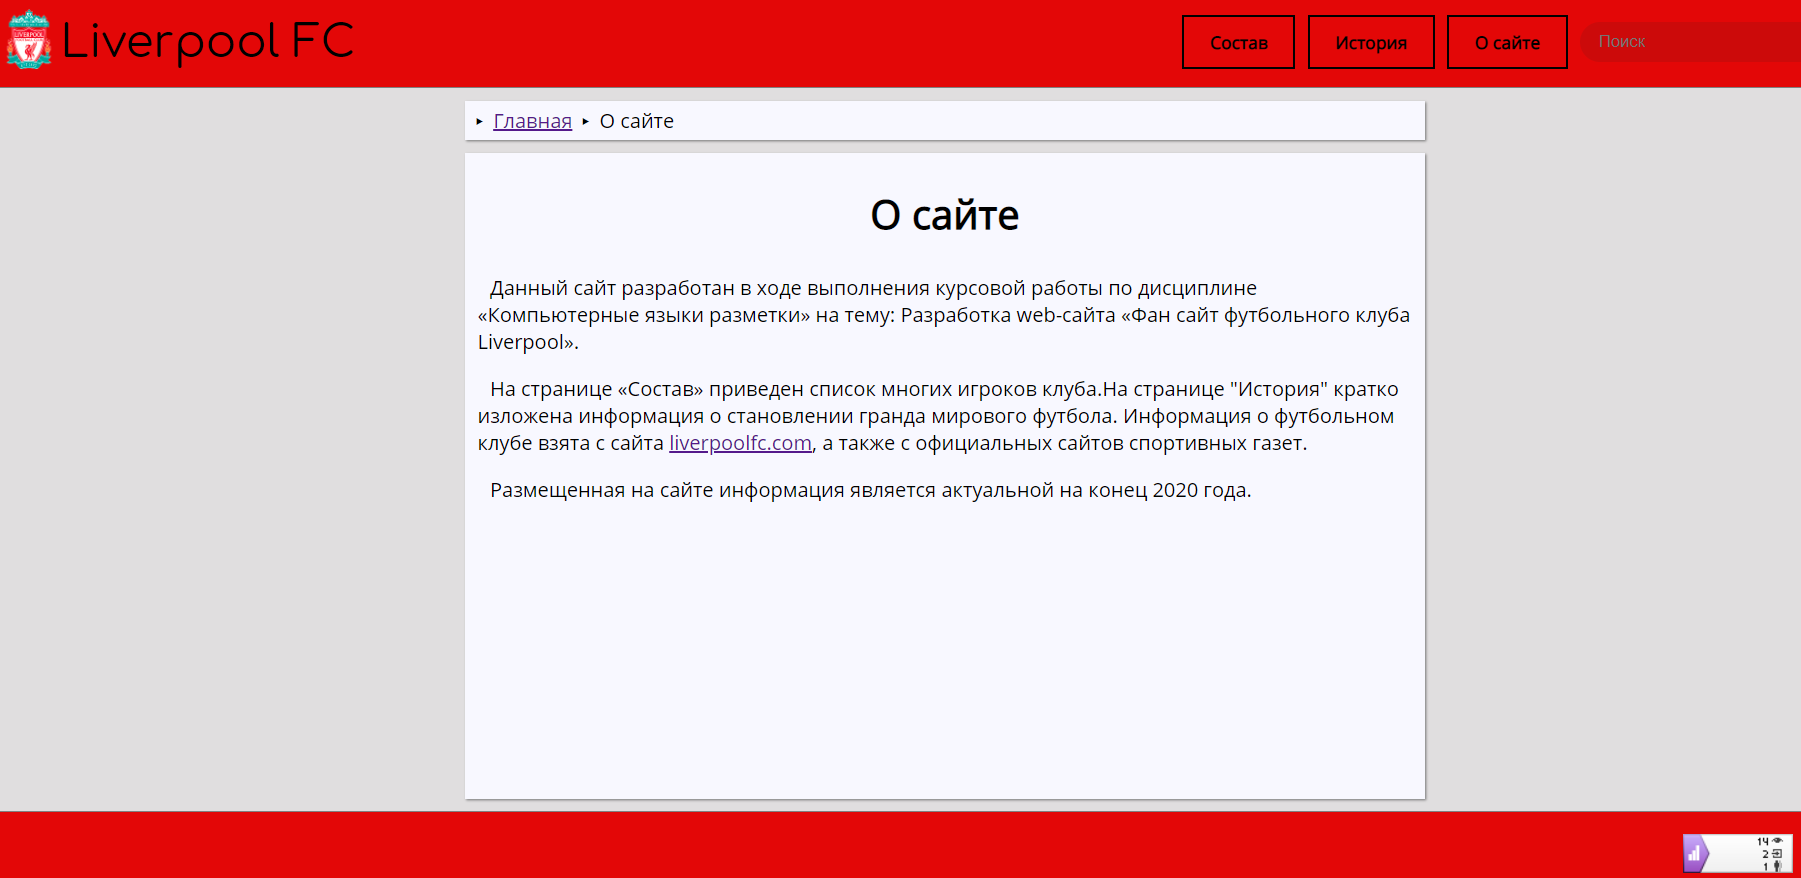 LIVERPOOL
Liverpool FC
Состав
История
О сайте
Поиск
‣ Главная ‣ О сайте
О сайте
Данный сайт разработан в ходе выполнения курсовой работы по дисциплине
«Компьютерные языки разметки» на тему: Разработка web-сайта «Фан сайт футбольного клуба
Liverpool».
На странице «Состав» приведен список многих игроков клуба.На странице "История" кратко
изложена информация о становлении гранда мирового футбола. Информация о футбольном
клубе взята с сайта liverpoolfc.com, а также с официальных сайтов спортивных газет.
Размещенная на сайте информация является актуальной на конец 2020 года.
14
2
1